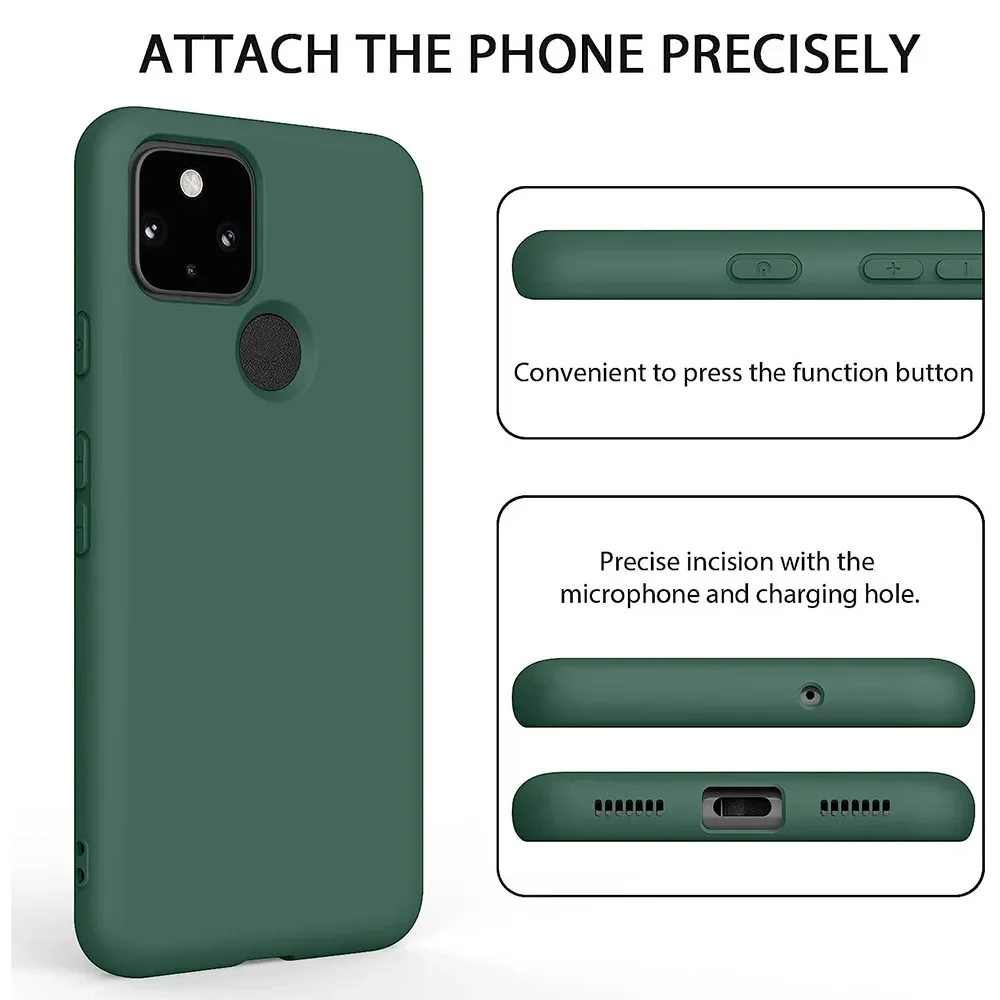 ATTACH THE PHONE PRECISELY
Convenient to press the function button
Precise incision with the
microphone and charging hole.